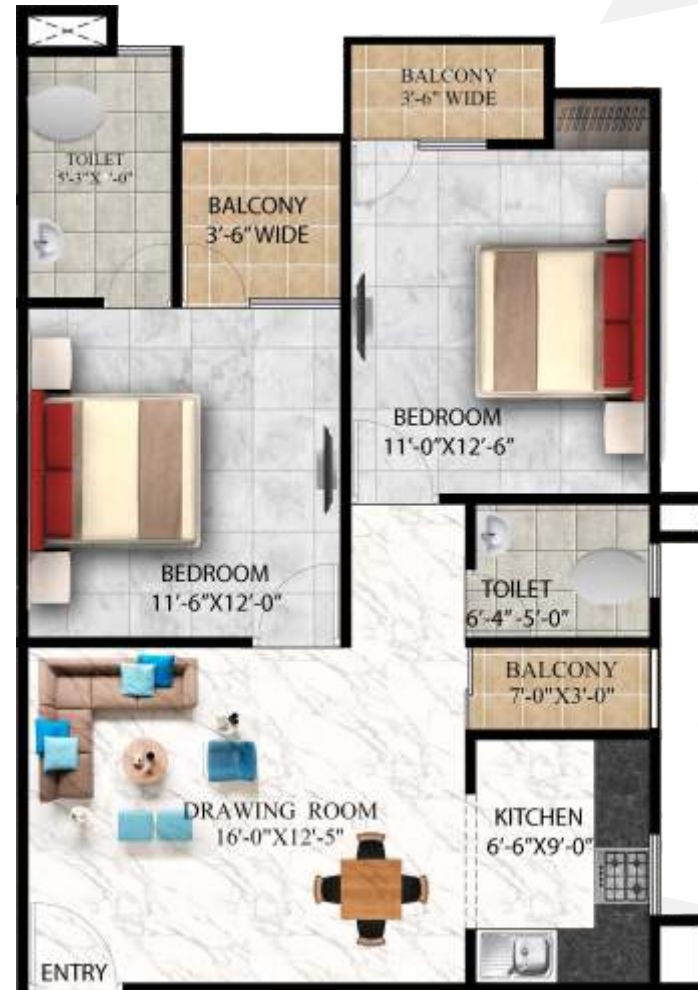 BALCONY
3'-6" WIDE
TOILET
BALCONY
3'-6" WIDE
BEDROOM
11'-0"X12'-6"
BEDROOM
11'-6"X12'-0"
TOILET
6'-4" -5'-0"
BALCONY
7'-0"X3'-0"
DRAWING ROOM
16'-0"X12'-5"
KITCHEN
6'-6"X9'-0"
ENTRY